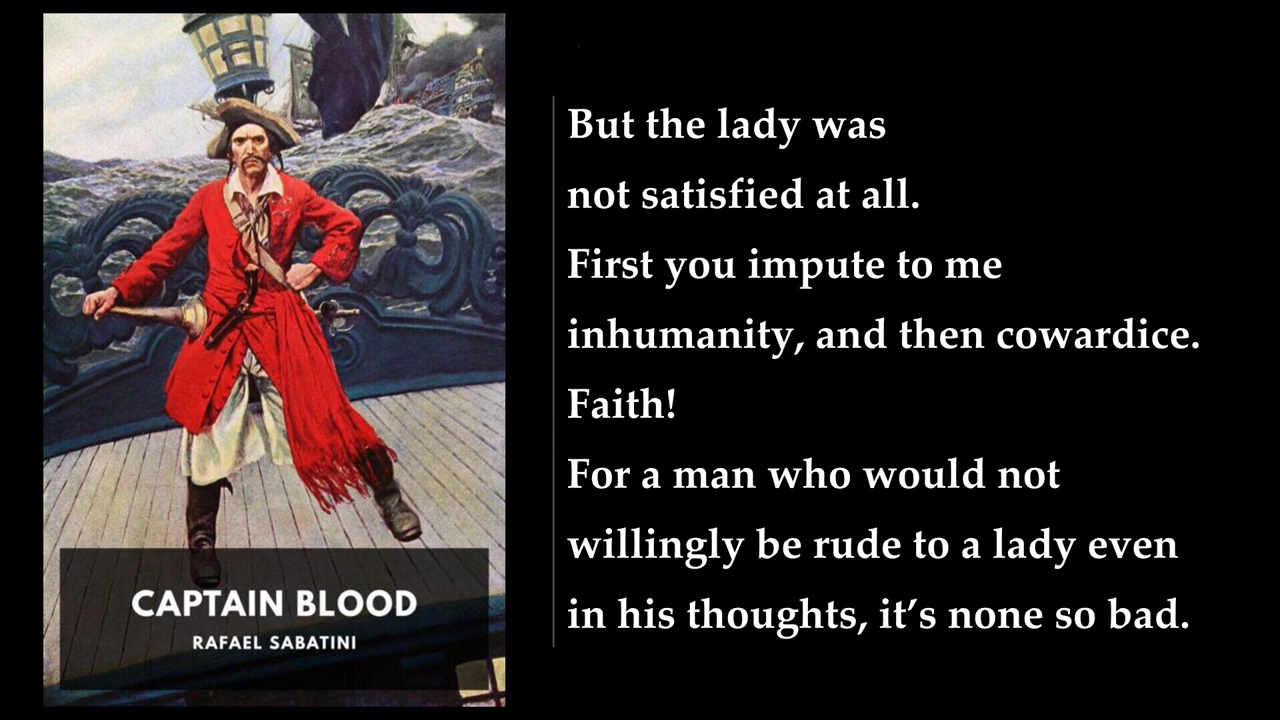 CAPTAIN BLOOD
RAFAEL SABATINI
But the lady was
not satisfied at all.
First you impute to me
inhumanity, and then cowardice.
Faith!
For a man who would not
willingly be rude to a lady even
in his thoughts, it’s none so bad.